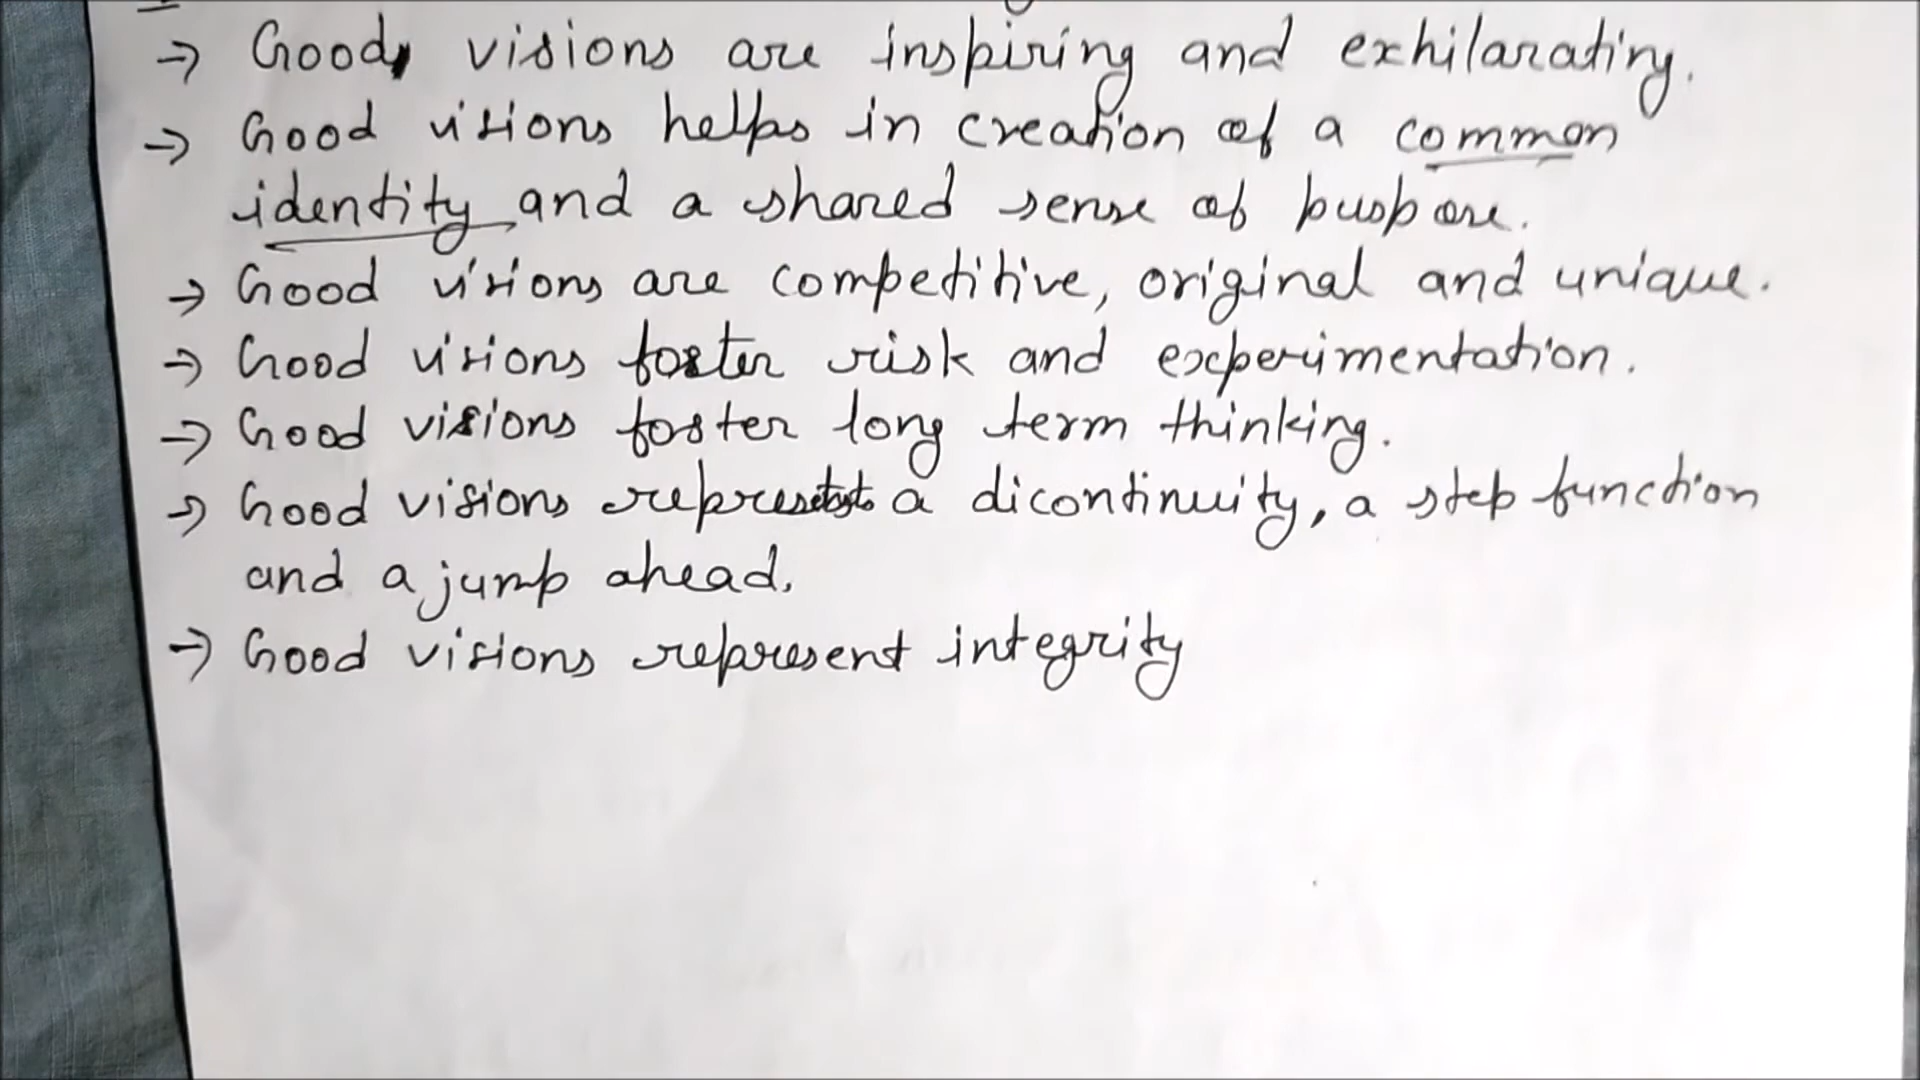 → Good visions are inspiring and exhilarating.
→ Good visions helps in creation of a common
identity and a shared sense of puspose.
→ Good visions are competitive, original and unique.
→ Good visions foster risk and experimentation.
→ Good visions foster long term thinking.
→ Good visions a dicontinuity, a step function
and a jump ahead.
→ Good visions represent integrity